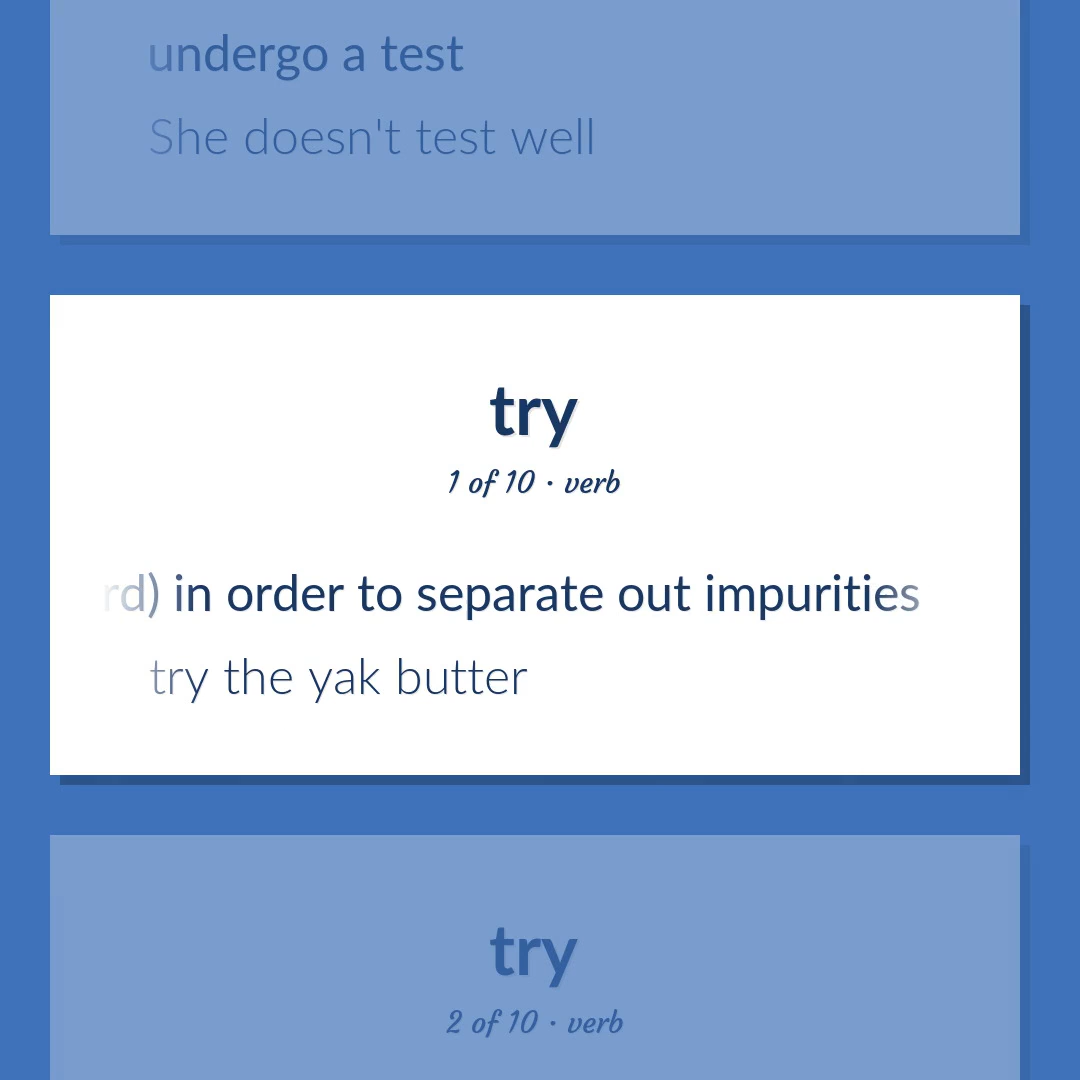 undergo a test
She doesn't test well
try
1 of 10 · verb
rd) in order to separate out impurities
try the yak butter
try
2 of 10 · verb